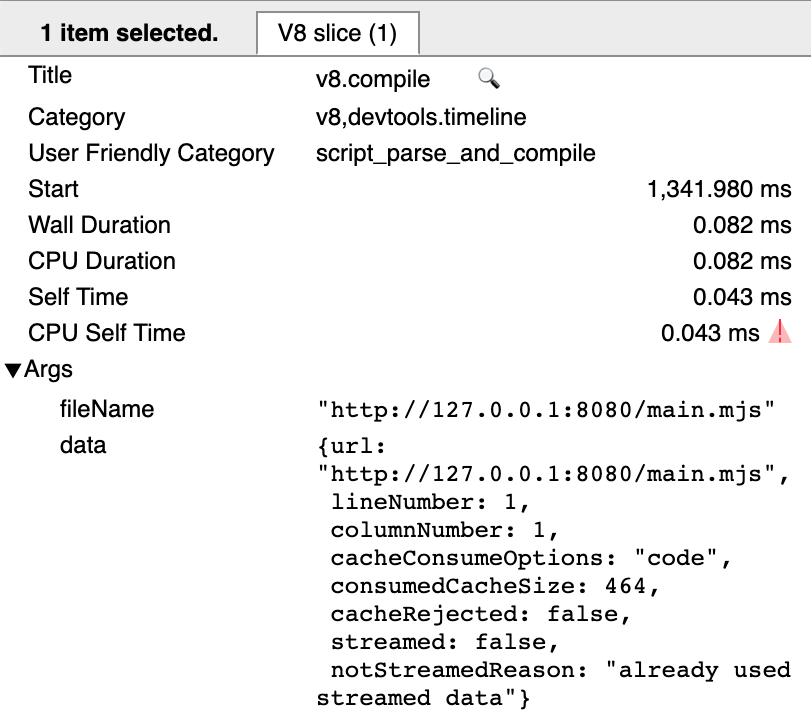 1 item selected. V8 slice (1)
Title v8.compile
Category v8,devtools.timeline
User Friendly Category script_parse_and_compile
Start 1,341.980 ms
Wall Duration 0.082 ms
CPU Duration 0.082 ms
Self Time 0.043 ms
CPU Self Time 0.043 ms
▼Args
fileName "http://127.0.0.1:8080/main.mjs"
data {url:
"http://127.0.0.1:8080/main.mjs",
lineNumber: 1,
columnNumber: 1,
cacheConsumeOptions: "code",
consumedCacheSize: 464,
cacheRejected: false,
streamed: false,
notStreamedReason: "already used
streamed data"}